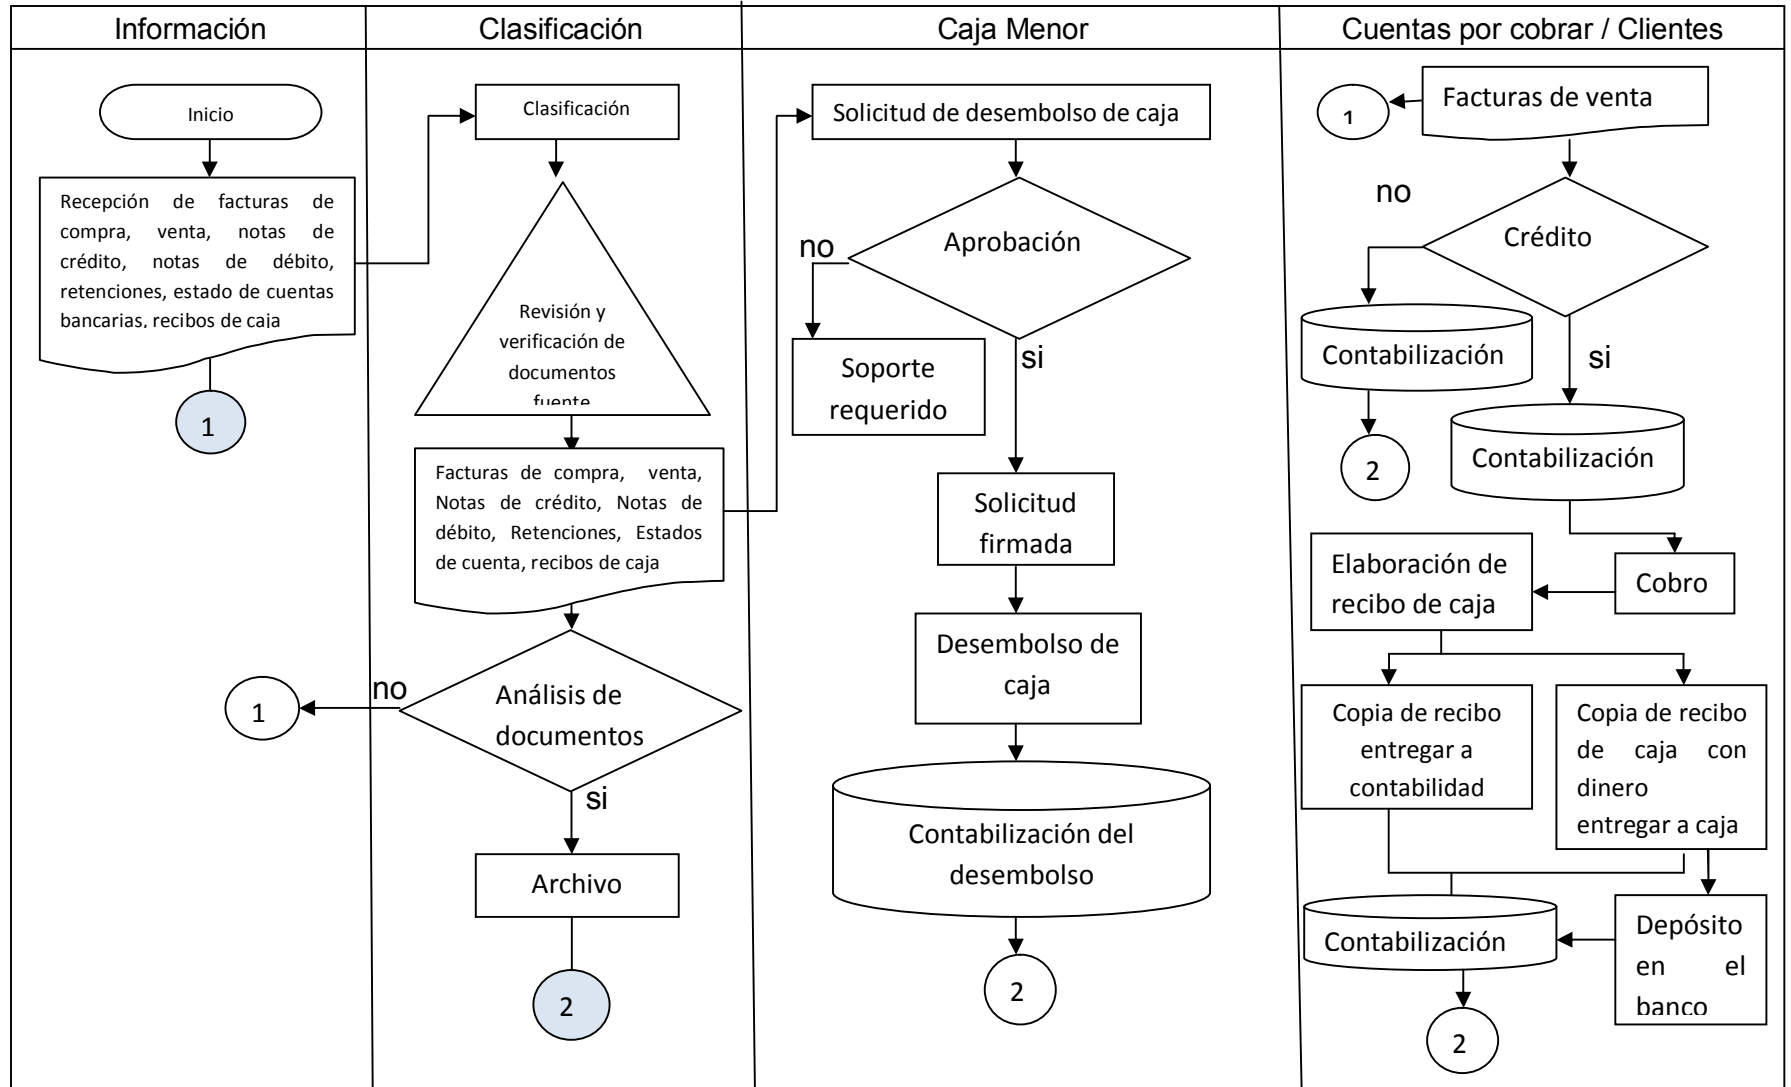 Información
Clasificación
Caja Menor
Cuentas por cobrar / Clientes
Inicio
Recepción de facturas de
compra, venta, notas de
crédito, notas de débito,
retenciones, estado de cuentas
bancarias, recibos de caja
1
Clasificación
Revisión y
verificación de
documentos
fuente
Facturas de compra, venta,
Notas de crédito, Notas de
débito, Retenciones, Estados
de cuenta, recibos de caja
no
1
Análisis de
documentos
si
Archivo
2
Solicitud de desembolso de caja
Aprobación
no
Soporte
requerido
si
Solicitud
firmada
Desembolso de
caja
Contabilización del
desembolso
2
1
Facturas de venta
no
Crédito
Contabilización
si
2
Contabilización
Cobro
Elaboración de
recibo de caja
Copia de recibo
entregar a
contabilidad
Copia de recibo
de caja con
dinero
entregar a caja
Contabilización
Depósito
en el
banco
2